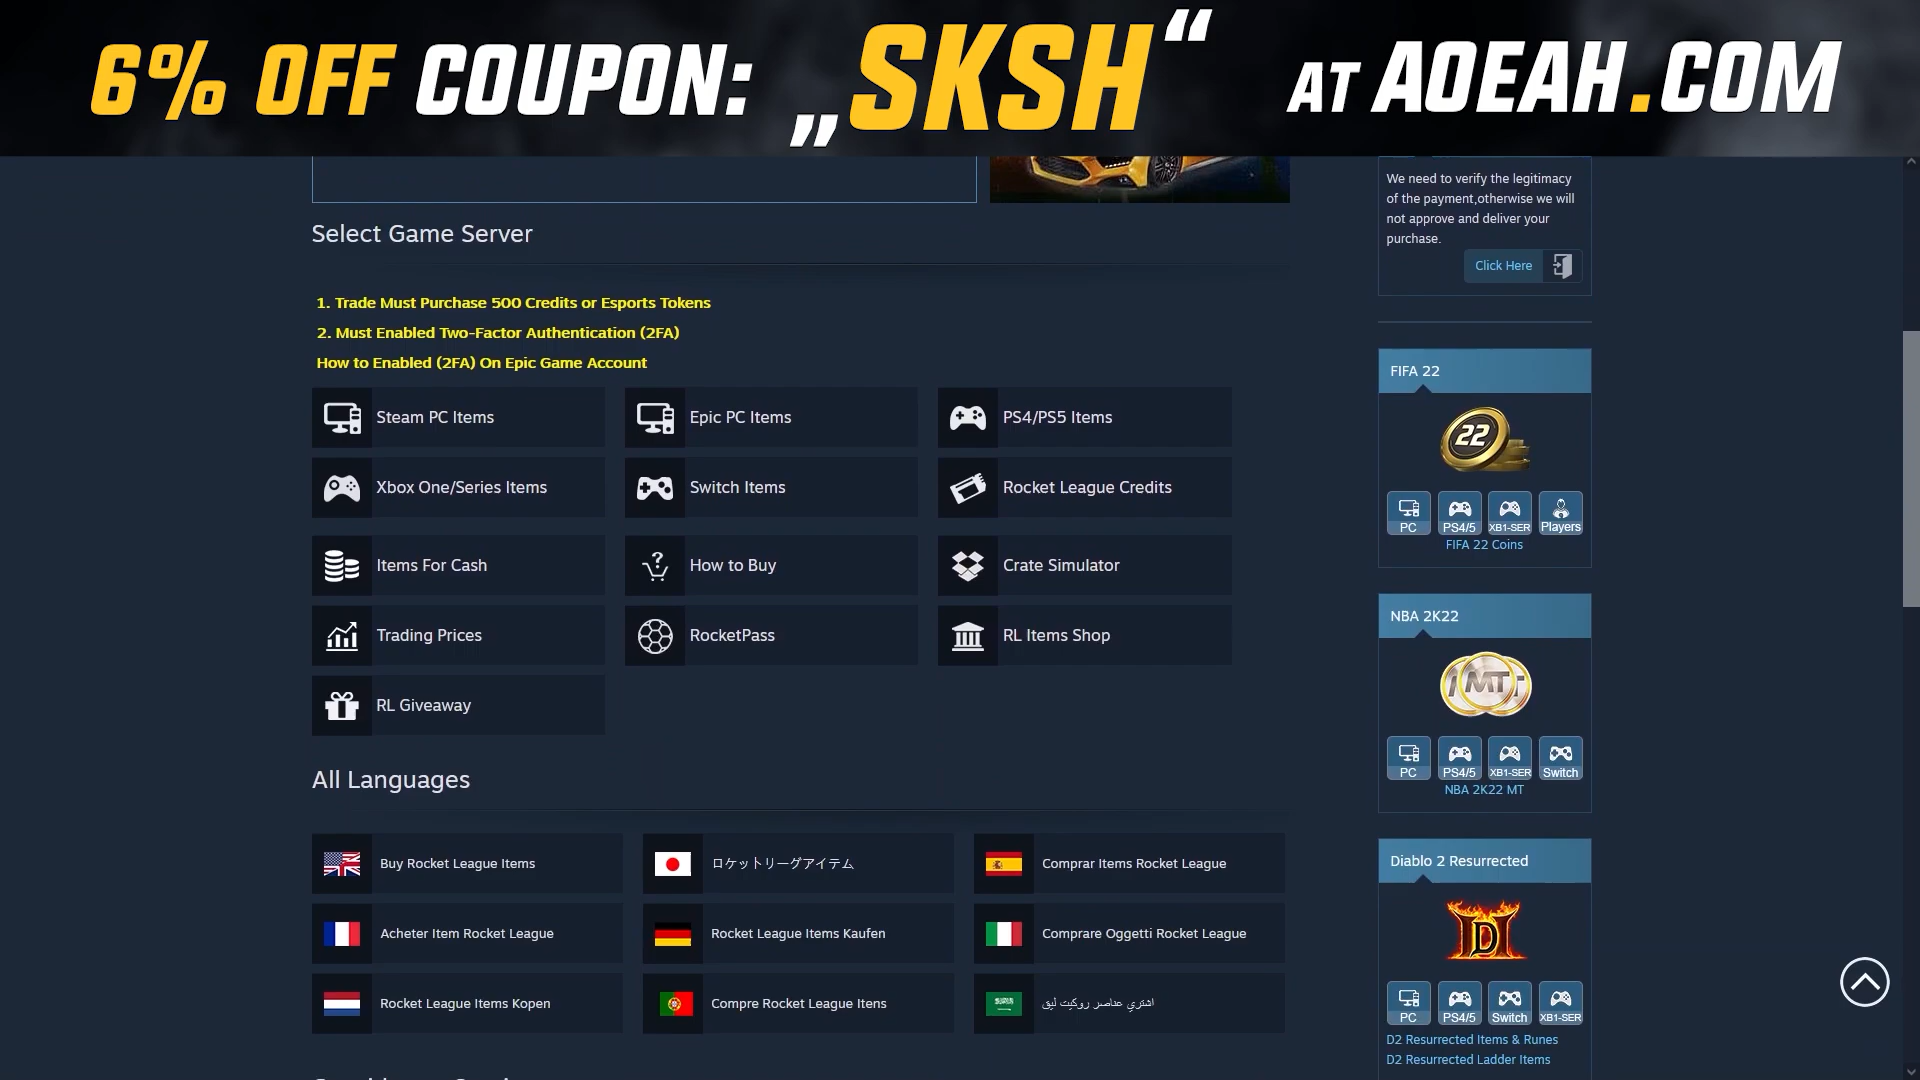 6% OFF COUPON: „SKSH“ AT AOEAH.COM
We need to verify the legitimacy
of the payment,otherwise we will
not approve and deliver your
purchase.
Click Here
Select Game Server
1. Trade Must Purchase 500 Credits or Esports Tokens
2. Must Enabled Two-Factor Authentication (2FA)
How to Enabled (2FA) On Epic Game Account
Steam PC Items
Epic PC Items
PS4/PS5 Items
Xbox One/Series Items
Switch Items
Rocket League Credits
Items For Cash
How to Buy
Crate Simulator
Trading Prices
RocketPass
RL Items Shop
RL Giveaway
All Languages
Buy Rocket League Items
ロケットリーグアイテム
Comprar Items Rocket League
Acheter Item Rocket League
Rocket League Items Kaufen
Comprare Oggetti Rocket League
Rocket League Items Kopen
Compre Rocket League Itens
اشتري عناصر روكيت ليق
FIFA 22
22
PC PS4/5 XB1-SER Players
FIFA 22 Coins
NBA 2K22
MT
PC PS4/5 XB1-SER Switch
NBA 2K22 MT
Diablo 2 Resurrected
PC PS4/5 Switch XB1-SER
D2 Resurrected Items & Runes
D2 Resurrected Ladder Items